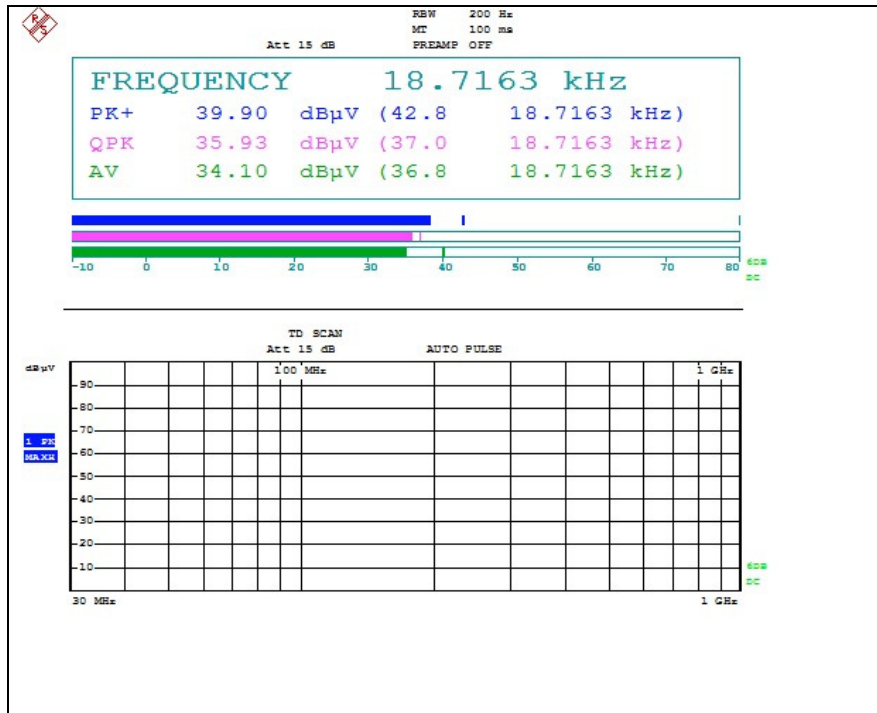 R S
RBW 200 Hz
MT 100 ms
Att 15 dB PREAMP OFF
FREQUENCY 18.7163 kHz
PK+ 39.90 dBµV (42.8 18.7163 kHz)
QPK 35.93 dBµV (37.0 18.7163 kHz)
AV 34.10 dBµV (36.8 18.7163 kHz)
-10 0 10 20 30 40 50 60 70 80
6DB
DC
TD SCAN
Att 15 dB AUTO PULSE
dBµV
100 MHz 1 GHz
90
80
70
1 PK
MAXH
60
50
40
30
20
10
6DB
DC
30 MHz 1 GHz